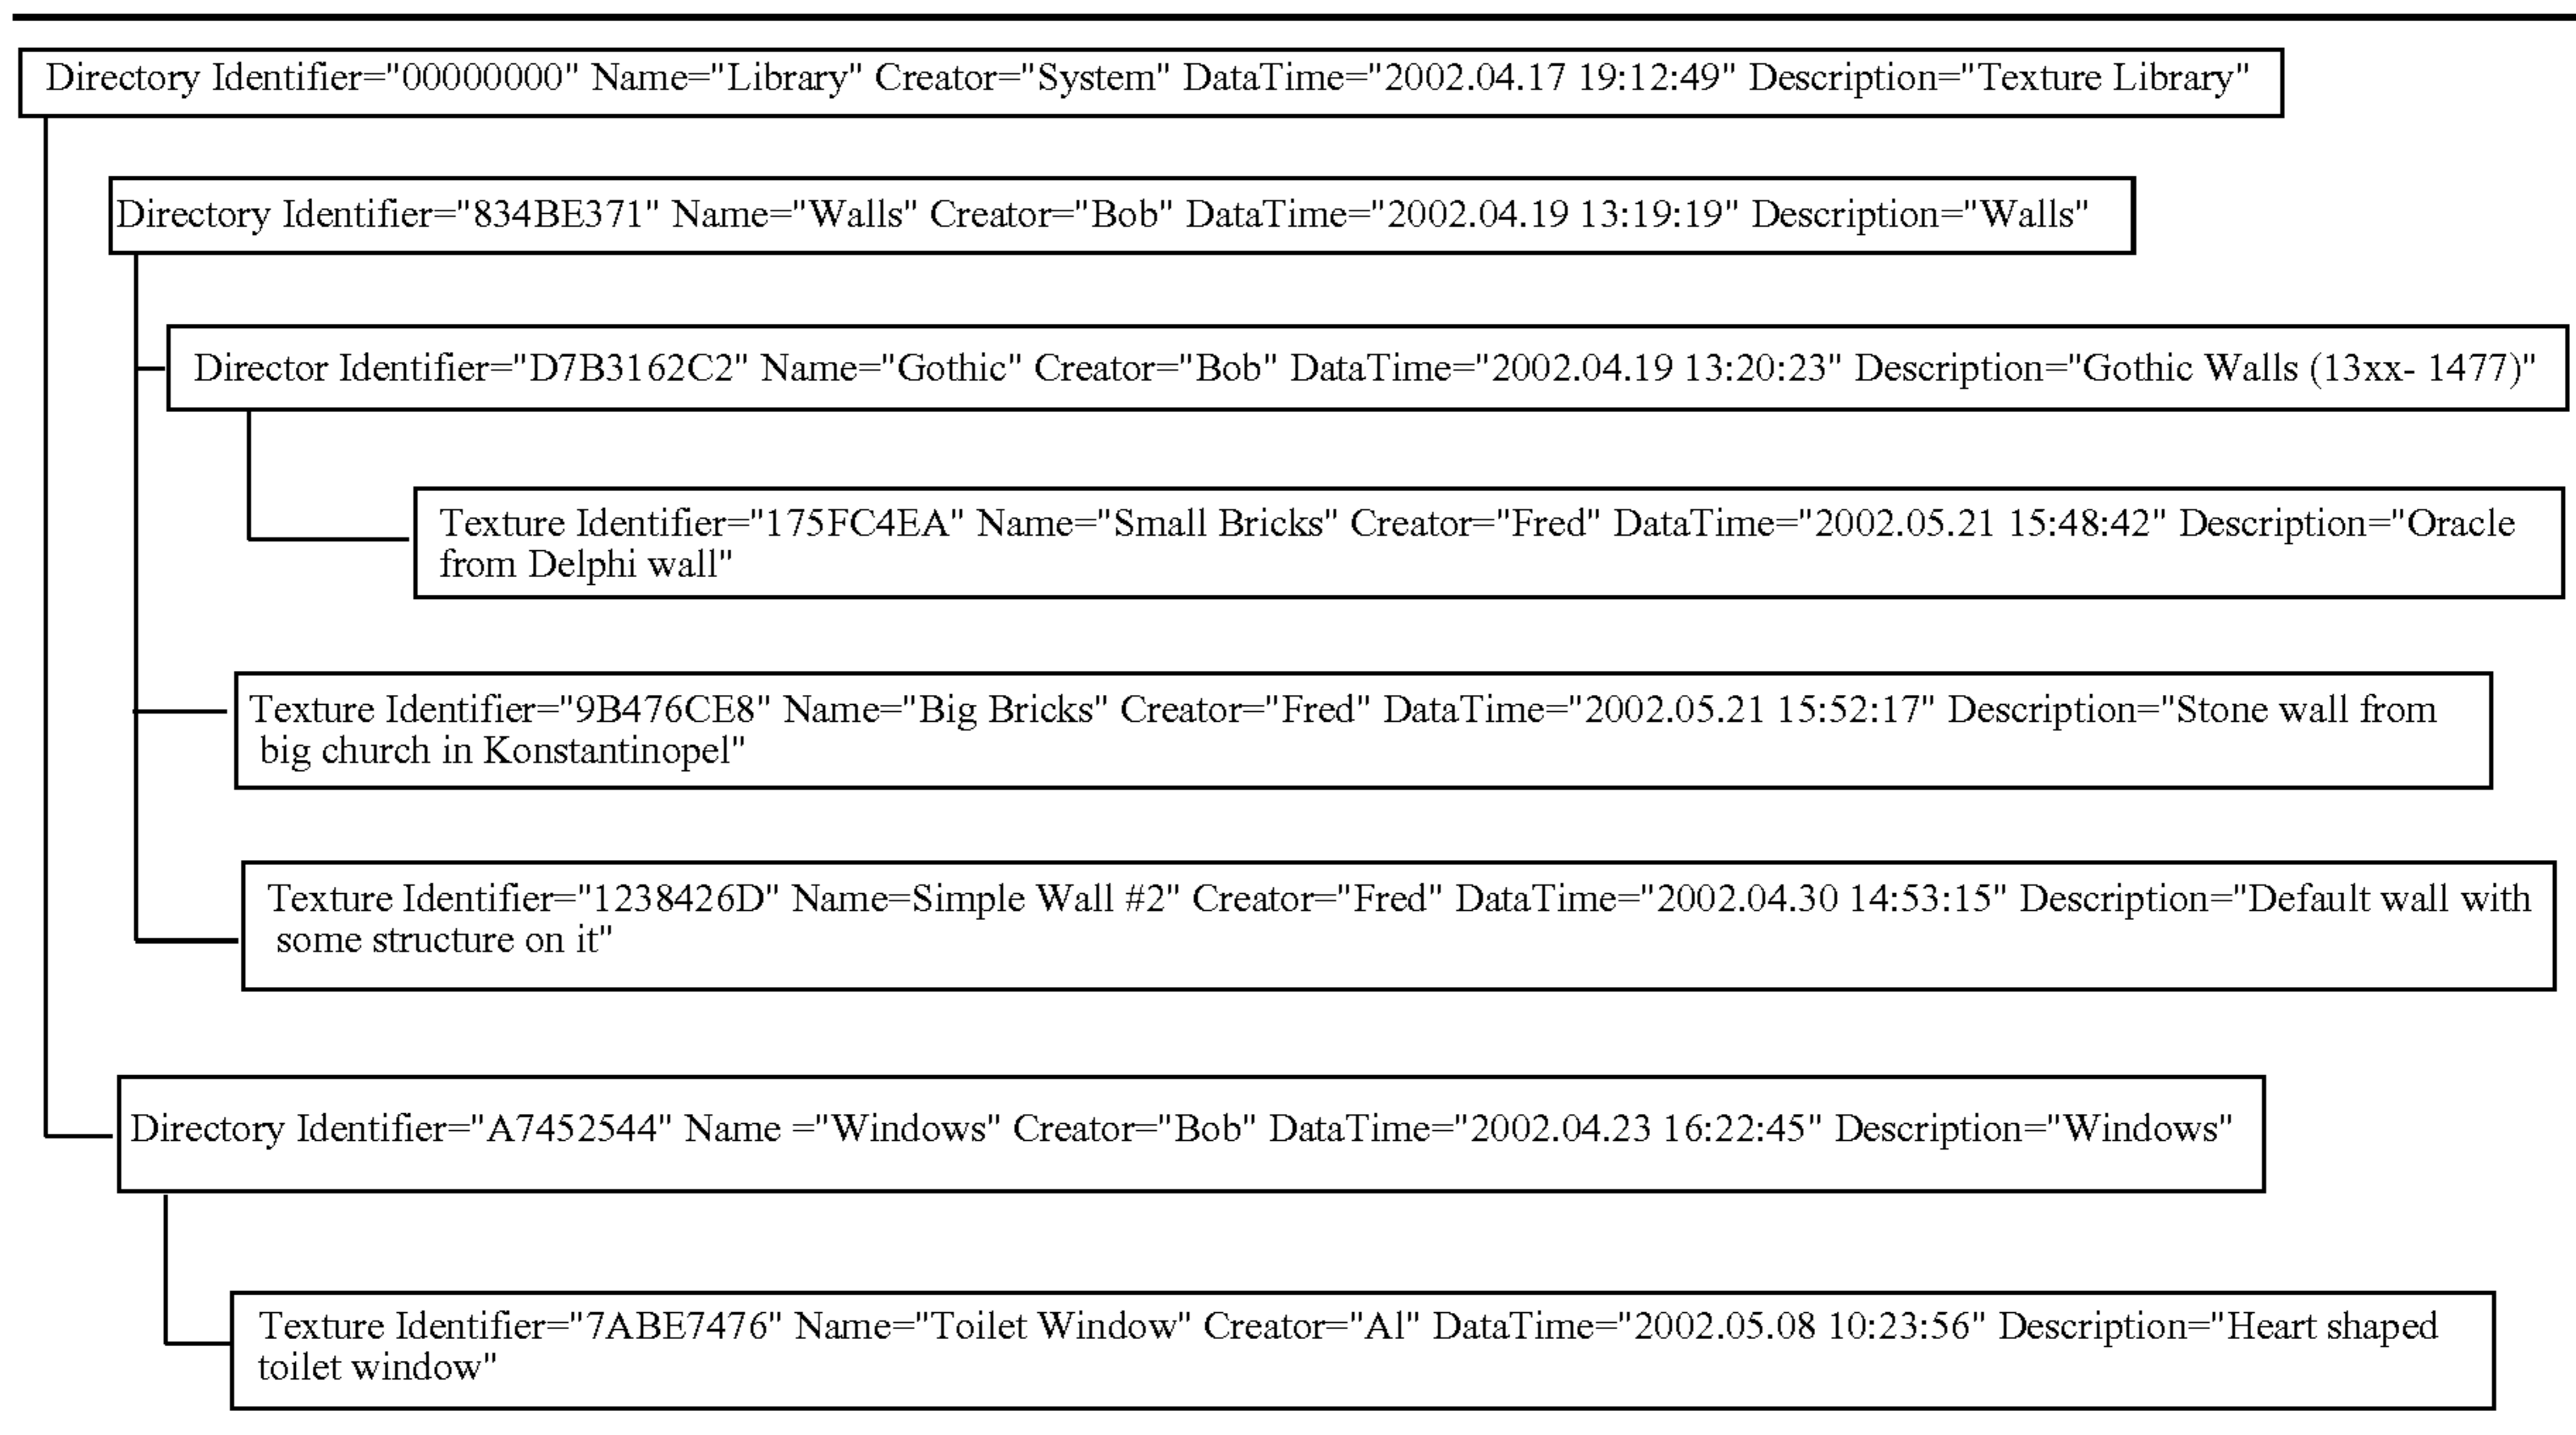 Directory Identifier="00000000" Name="Library" Creator="System" DataTime="2002.04.17 19:12:49" Description="Texture Library"
Directory Identifier="834BE371" Name="Walls" Creator="Bob" DataTime="2002.04.19 13:19:19" Description="Walls"
Director Identifier="D7B3162C2" Name="Gothic" Creator="Bob" DataTime="2002.04.19 13:20:23" Description="Gothic Walls (13xx- 1477)"
Texture Identifier="175FC4EA" Name="Small Bricks" Creator="Fred" DataTime="2002.05.21 15:48:42" Description="Oracle
from Delphi wall"
Texture Identifier="9B476CE8" Name="Big Bricks" Creator="Fred" DataTime="2002.05.21 15:52:17" Description="Stone wall from
big church in Konstantinopel"
Texture Identifier="1238426D" Name=Simple Wall #2" Creator="Fred" DataTime="2002.04.30 14:53:15" Description="Default wall with
some structure on it"
Directory Identifier="A7452544" Name ="Windows" Creator="Bob" DataTime="2002.04.23 16:22:45" Description="Windows"
Texture Identifier="7ABE7476" Name="Toilet Window" Creator="Al" DataTime="2002.05.08 10:23:56" Description="Heart shaped
toilet window"